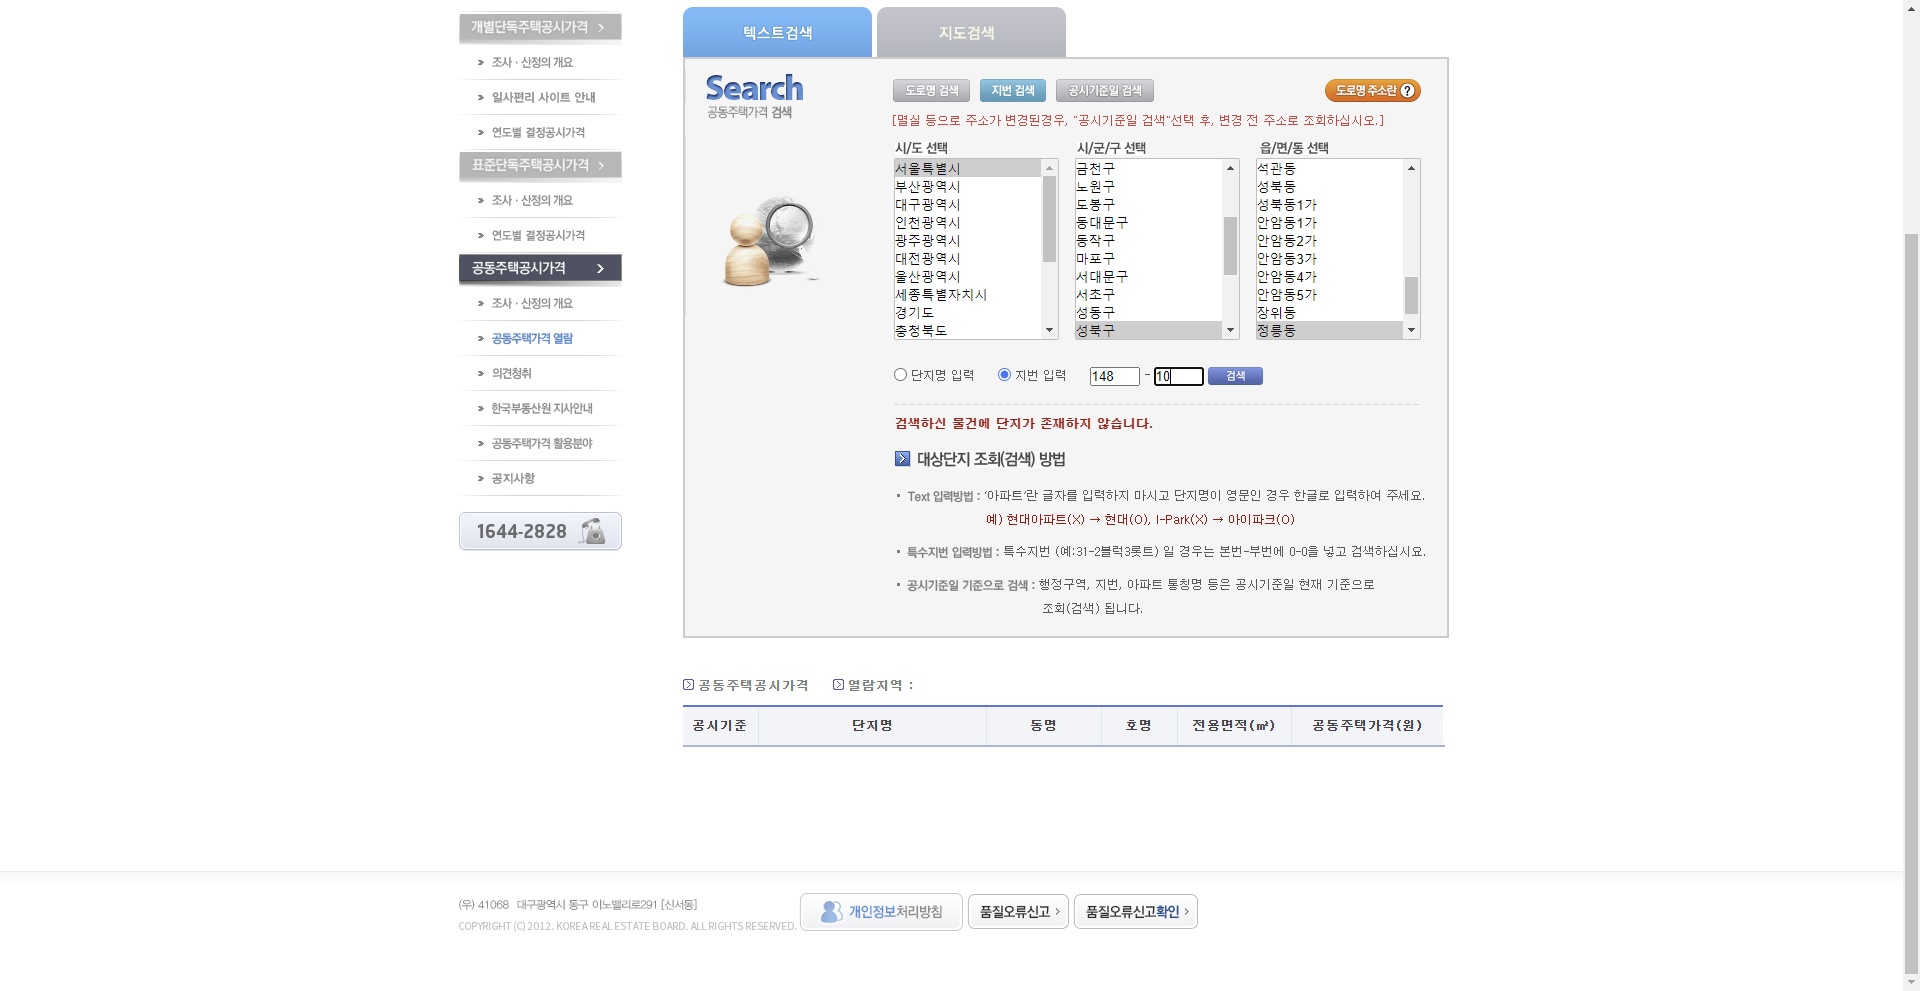 개별단독주택공시가격
조사 · 산정의 개요
일사편리 사이트 안내
연도별 결정공시가격
표준단독주택공시가격
조사 · 산정의 개요
연도별 결정공시가격
공동주택공시가격
조사 · 산정의 개요
공동주택가격 열람
의견청취
한국부동산원 지사안내
공동주택가격 활용분야
공지사항
1644-2828
텍스트검색 지도검색
Search
공동주택가격 검색
도로명 검색 지번 검색 공시기준일 검색 도로명 주소란 ?
[멸실 등으로 주소가 변경된경우, "공시기준일 검색"선택 후, 변경 전 주소로 조회하십시오.]
시/도 선택
서울특별시
부산광역시
대구광역시
인천광역시
광주광역시
대전광역시
울산광역시
세종특별자치시
경기도
충청북도
시/군/구 선택
금천구
노원구
도봉구
동대문구
동작구
마포구
서대문구
서초구
성동구
성북구
읍/면/동 선택
석관동
성북동
성북동1가
안암동1가
안암동2가
안암동3가
안암동4가
안암동5가
장위동
정릉동
단지명 입력 지번 입력 148 - 10 검색
검색하신 물건에 단지가 존재하지 않습니다.
대상단지 조회(검색) 방법
· Text 입력방법 : '아파트'란 글자를 입력하지 마시고 단지명이 영문인 경우 한글로 입력하여 주세요.
예) 현대아파트(X) → 현대(O), I-Park(X) → 아이파크(O)
· 특수지번 입력방법 : 특수지번 (예:31-2블럭3롯트) 일 경우는 본번-부번에 0-0을 넣고 검색하십시요.
· 공시기준일 기준으로 검색 : 행정구역, 지번, 아파트 통칭명 등은 공시기준일 현재 기준으로
조회(검색) 됩니다.
공동주택공시가격 열람지역 :
공시기준 단지명 동명 호명 전용면적(㎡) 공동주택가격(원)
(우) 41068 대구광역시 동구 이노밸리로291 [신서동]
COPYRIGHT (C) 2012. KOREA REAL ESTATE BOARD. ALL RIGHTS RESERVED.
개인정보처리방침 품질오류신고 품질오류신고확인